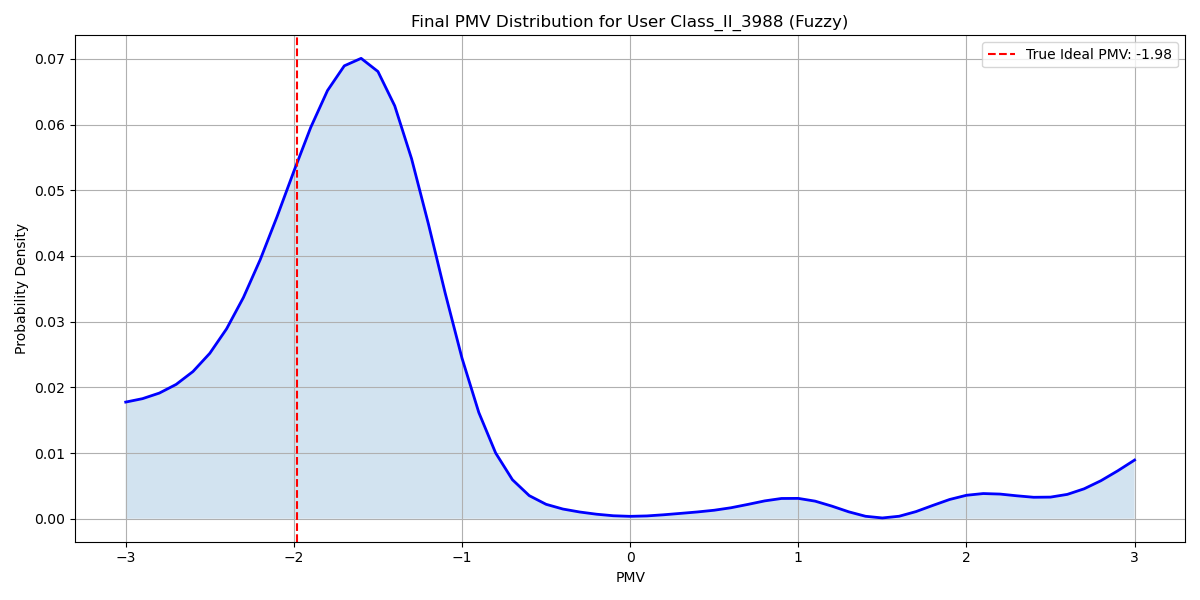 Final PMV Distribution for User Class_II_3988 (Fuzzy)
True Ideal PMV: -1.98
Probability Density
0.07
0.06
0.05
0.04
0.03
0.02
0.01
0.00
−3 −2 −1 0 1 2 3
PMV